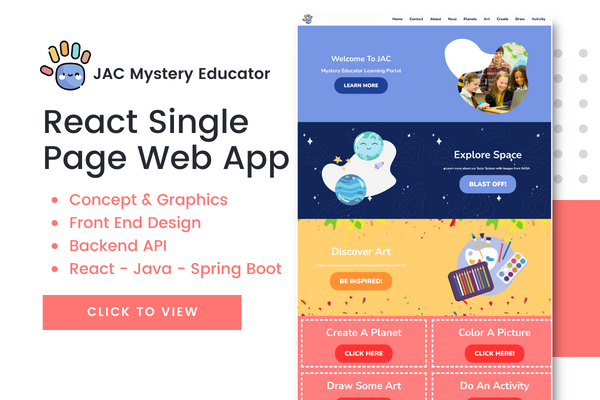 JAC Mystery Educator
React Single
Page Web App
Concept & Graphics
Front End Design
Backend API
React - Java - Spring Boot
CLICK TO VIEW
Home Contact About Nasa Planets Art Create Draw Activity
Welcome To JAC
Mystery Educator Learning Portal
LEARN MORE
Explore Space
Learn more about our Solar System with images from NASA
BLAST OFF!
Discover Art
BE INSPIRED!
Create A Planet
CLICK HERE
Color A Picture
CLICK HERE!
Draw Some Art
Do An Activity